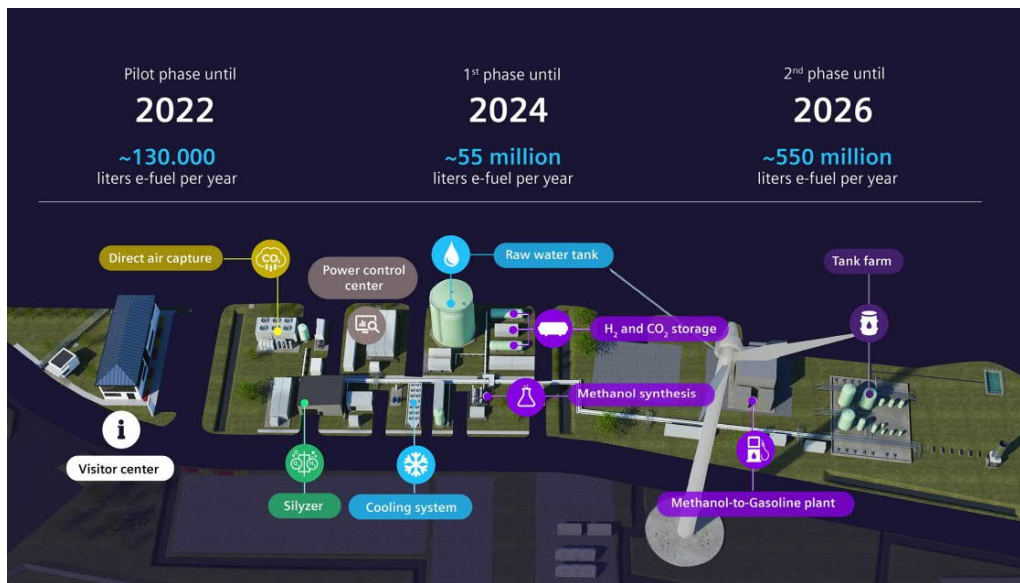 Pilot phase until
2022
~130.000
liters e-fuel per year
1st phase until
2024
~55 million
liters e-fuel per year
2nd phase until
2026
~550 million
liters e-fuel per year
Direct air capture
CO2
Power control
center
Raw water tank
Tank farm
H2 and CO2 storage
Methanol synthesis
i
Visitor center
Silyzer
Cooling system
Methanol-to-Gasoline plant